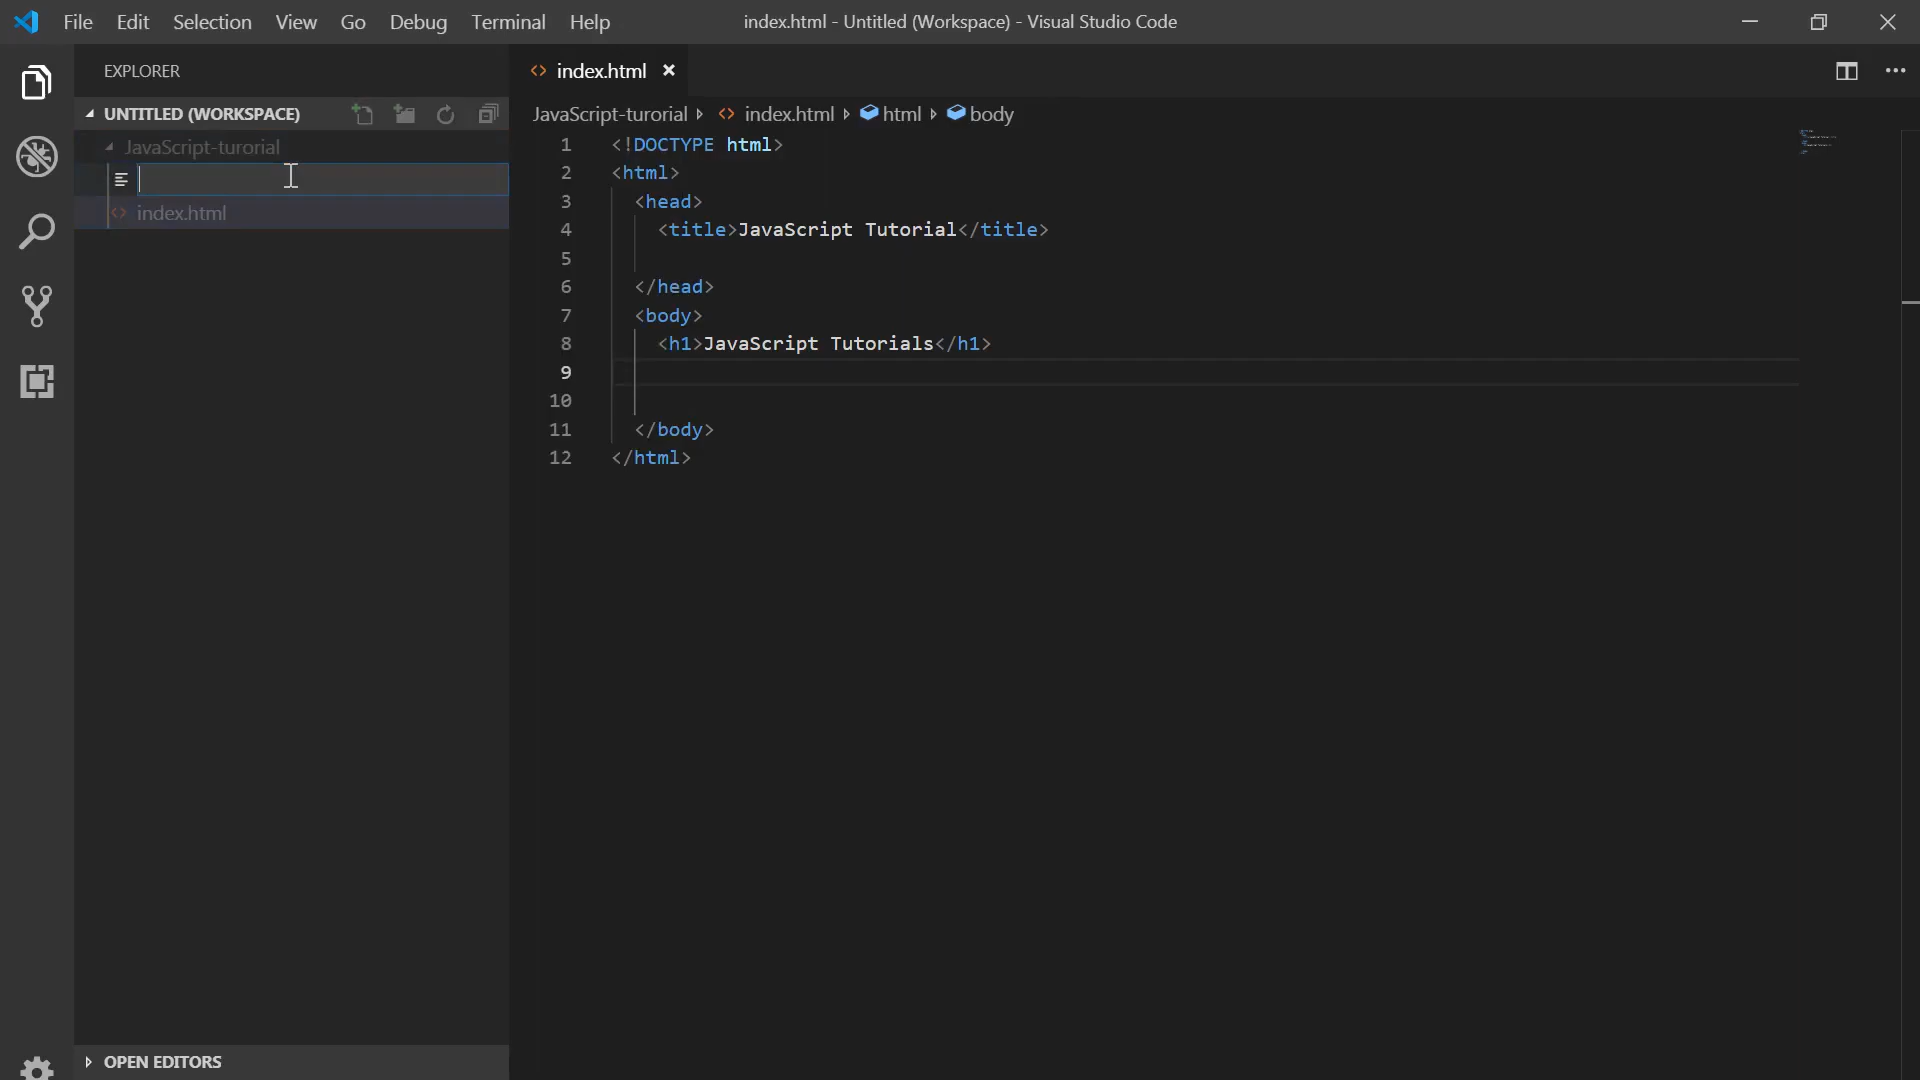 File Edit Selection View Go Debug Terminal Help
index.html - Untitled (Workspace) - Visual Studio Code
EXPLORER
UNTITLED (WORKSPACE)
JavaScript-turorial
index.html
OPEN EDITORS
index.html
JavaScript-turorial index.html html body
1 <!DOCTYPE html>
2 <html>
3 <head>
4 <title>JavaScript Tutorial</title>
5
6 </head>
7 <body>
8 <h1>JavaScript Tutorials</h1>
9
10
11 </body>
12 </html>